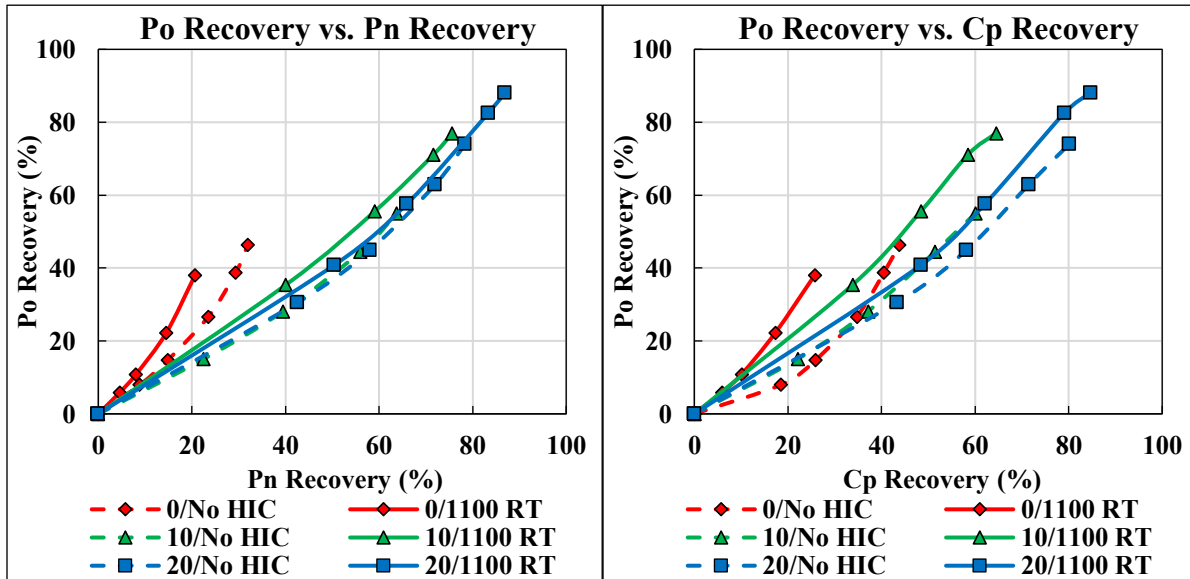 Po Recovery vs. Pn Recovery
100
80
60
40
20
0
Po Recovery (%)
0 20 40 60 80 100
Pn Recovery (%)
0/No HIC 0/1100 RT
10/No HIC 10/1100 RT
20/No HIC 20/1100 RT
Po Recovery vs. Cp Recovery
100
80
60
40
20
0
Po Recovery (%)
0 20 40 60 80 100
Cp Recovery (%)
0/No HIC 0/1100 RT
10/No HIC 10/1100 RT
20/No HIC 20/1100 RT